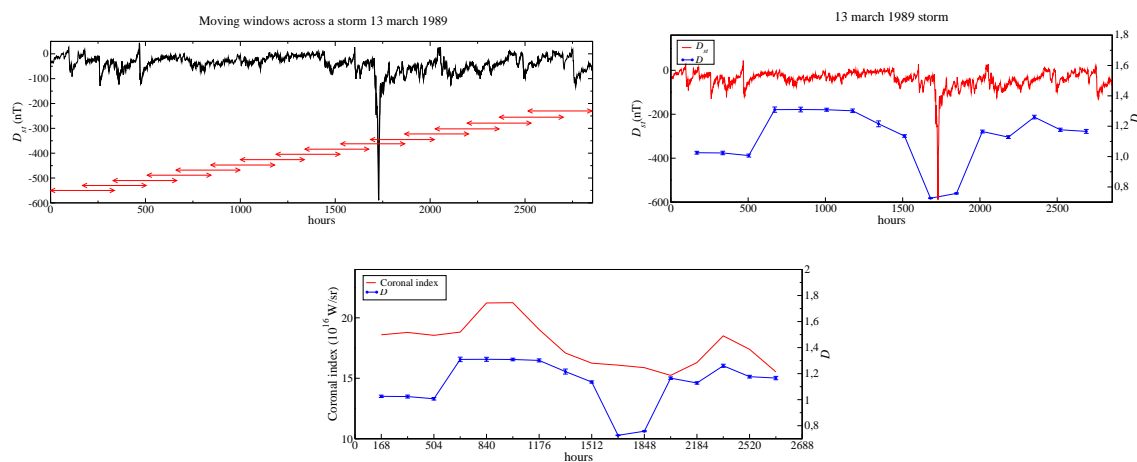 Moving windows across a storm 13 march 1989
0
-100
-200
-300
-400
-500
-600
D_st (nT)
0 500 1000 1500 2000 2500
hours
13 march 1989 storm
D_st
D
0
-200
-400
-600
D_st (nT)
1,8
1,6
1,4
1,2
1,0
0,8
D
0 500 1000 1500 2000 2500
hours
Coronal index
D
20
15
10
Coronal index (10^16 W/sr)
2
1,8
1,6
1,4
1,2
1
0,8
D
0 168 504 840 1176 1512 1848 2184 2520 2688
hours